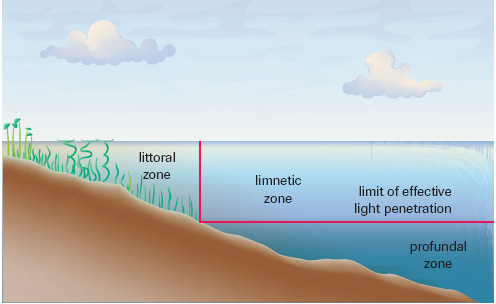 littoral
zone
limnetic
zone
limit of effective
light penetration
profundal
zone